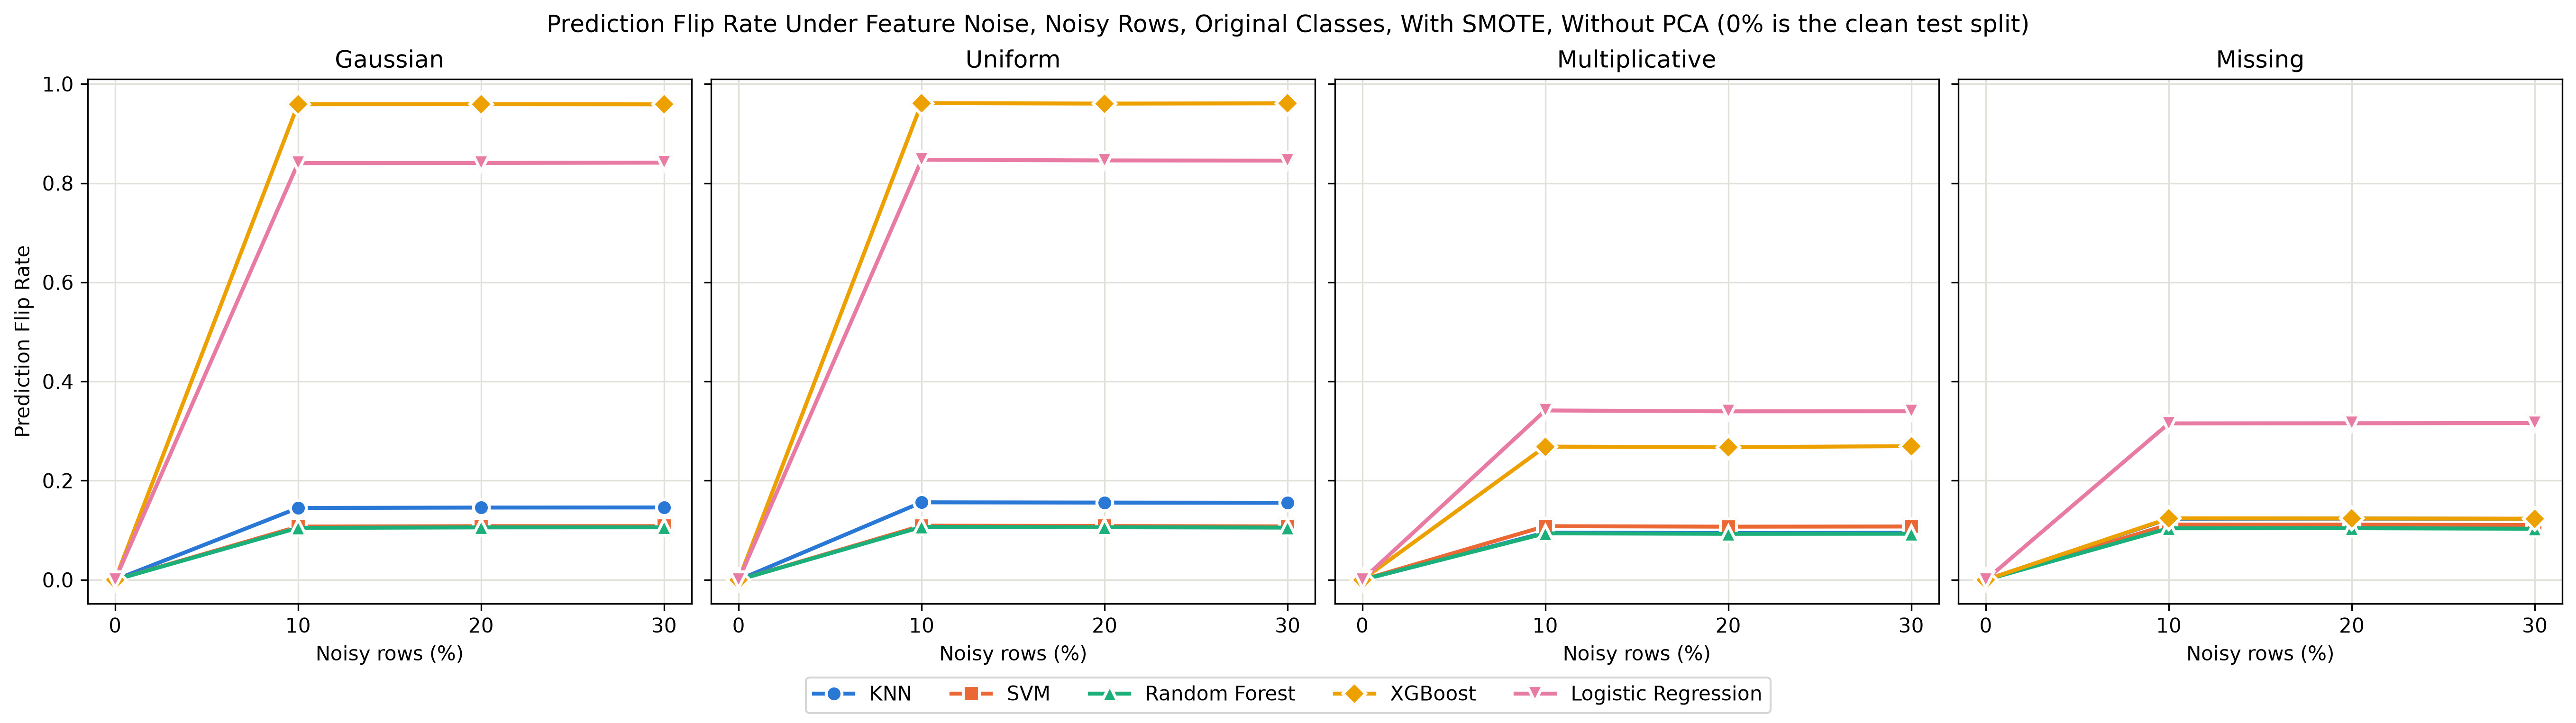 Prediction Flip Rate Under Feature Noise, Noisy Rows, Original Classes, With SMOTE, Without PCA (0% is the clean test split)
Gaussian
Uniform
Multiplicative
Missing
Prediction Flip Rate
1.0
0.8
0.6
0.4
0.2
0.0
0 10 20 30
0 10 20 30
0 10 20 30
0 10 20 30
Noisy rows (%)
Noisy rows (%)
Noisy rows (%)
Noisy rows (%)
KNN SVM Random Forest XGBoost Logistic Regression